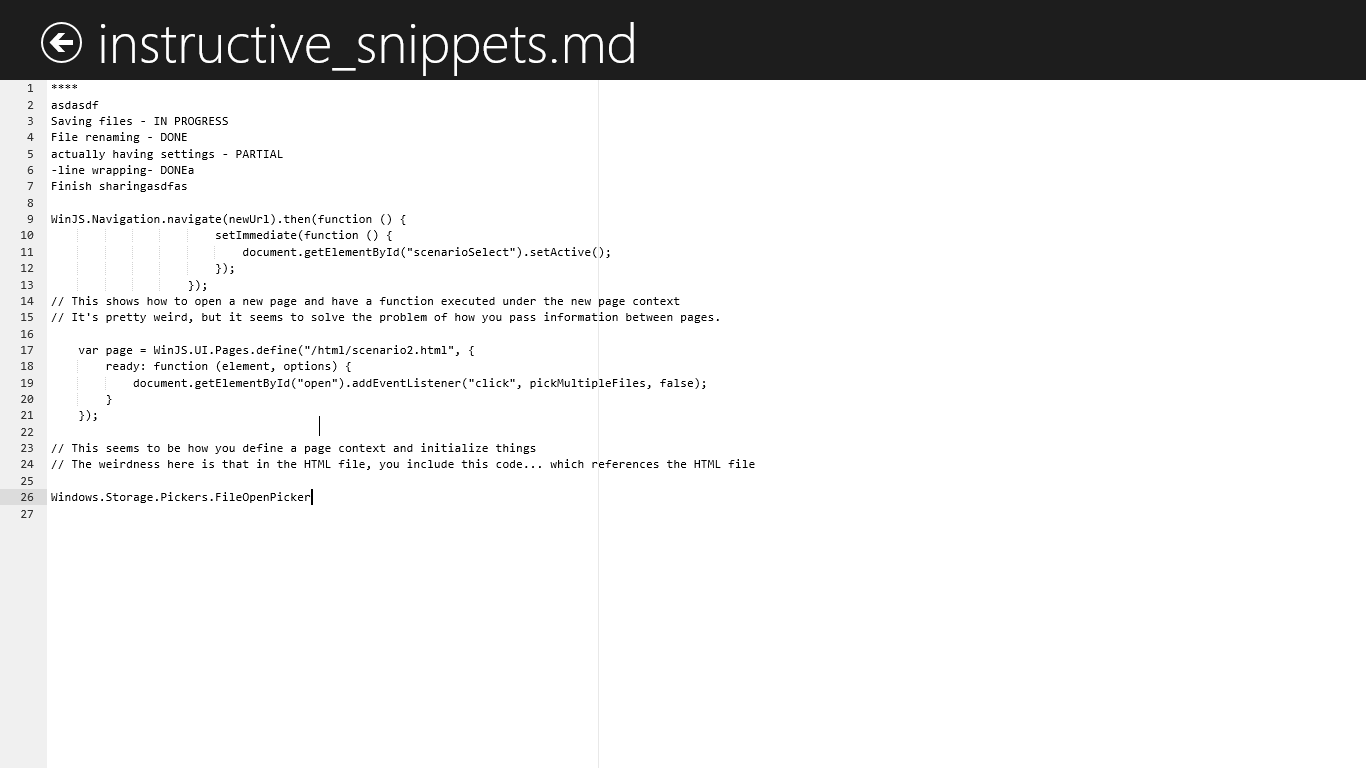 instructive_snippets.md
1 ****
2 asdasdf
3 Saving files - IN PROGRESS
4 File renaming - DONE
5 actually having settings - PARTIAL
6 -line wrapping- DONEa
7 Finish sharingasdfas
8
9 WinJS.Navigation.navigate(newUrl).then(function () {
10                         setImmediate(function () {
11                             document.getElementById("scenarioSelect").setActive();
12                         });
13                     });
14 // This shows how to open a new page and have a function executed under the new page context
15 // It's pretty weird, but it seems to solve the problem of how you pass information between pages.
16
17     var page = WinJS.UI.Pages.define("/html/scenario2.html", {
18         ready: function (element, options) {
19             document.getElementById("open").addEventListener("click", pickMultipleFiles, false);
20         }
21     });
22
23 // This seems to be how you define a page context and initialize things
24 // The weirdness here is that in the HTML file, you include this code... which references the HTML file
25
26 Windows.Storage.Pickers.FileOpenPicker
27